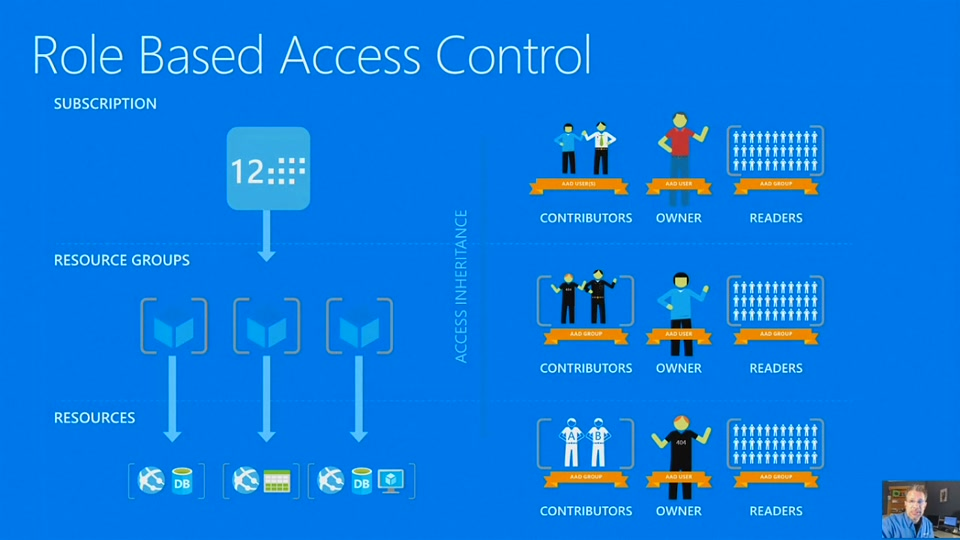 Role Based Access Control
SUBSCRIPTION
12
AAD USER(S)
AAD USER
AAD GROUP
CONTRIBUTORS
OWNER
READERS
ACCESS INHERITANCE
RESOURCE GROUPS
404
AAD GROUP
AAD USER
AAD GROUP
CONTRIBUTORS
OWNER
READERS
RESOURCES
A
B
404
DB
DB
AAD GROUP
AAD USER
AAD GROUP
CONTRIBUTORS
OWNER
READERS